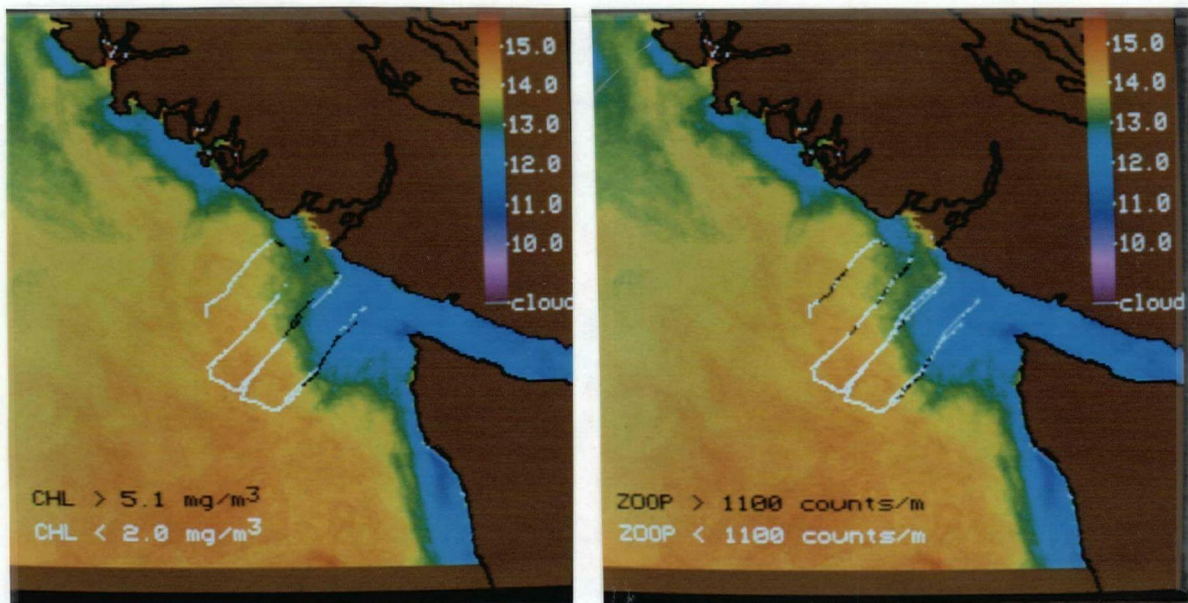 15.0
14.0
13.0
12.0
11.0
10.0
cloud
CHL > 5.1 mg/m³
CHL < 2.0 mg/m³
15.0
14.0
13.0
12.0
11.0
10.0
cloud
ZOOP > 1100 counts/m
ZOOP < 1100 counts/m